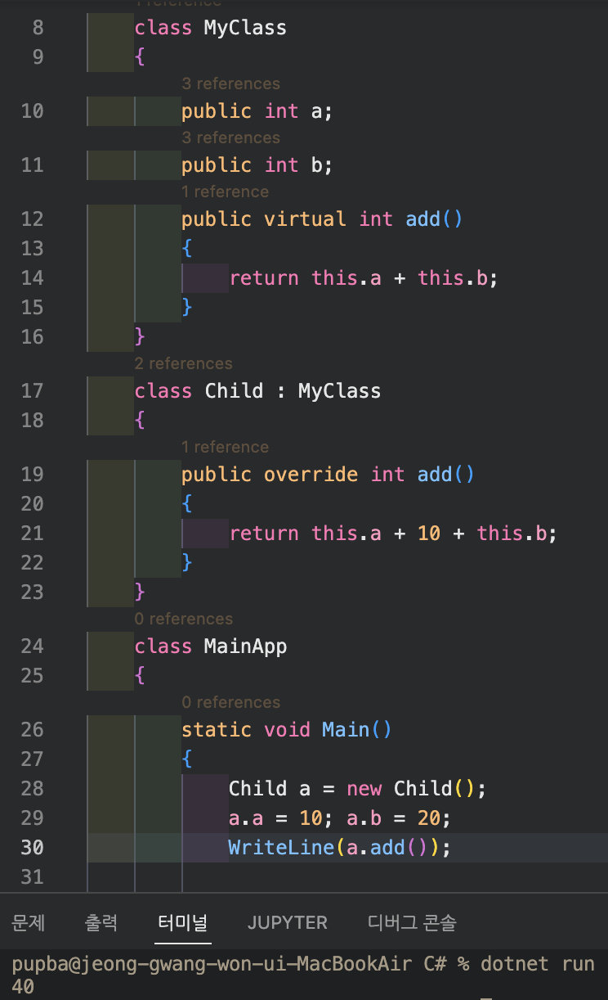 1 reference
8 class MyClass
9 {
3 references
10 public int a;
3 references
11 public int b;
1 reference
12 public virtual int add()
13 {
14 return this.a + this.b;
15 }
16 }
2 references
17 class Child : MyClass
18 {
1 reference
19 public override int add()
20 {
21 return this.a + 10 + this.b;
22 }
23 }
0 references
24 class MainApp
25 {
0 references
26 static void Main()
27 {
28 Child a = new Child();
29 a.a = 10; a.b = 20;
30 WriteLine(a.add());
31
문제 출력 터미널 JUPYTER 디버그 콘솔
pupba@jeong-gwang-won-ui-MacBookAir C# % dotnet run
40